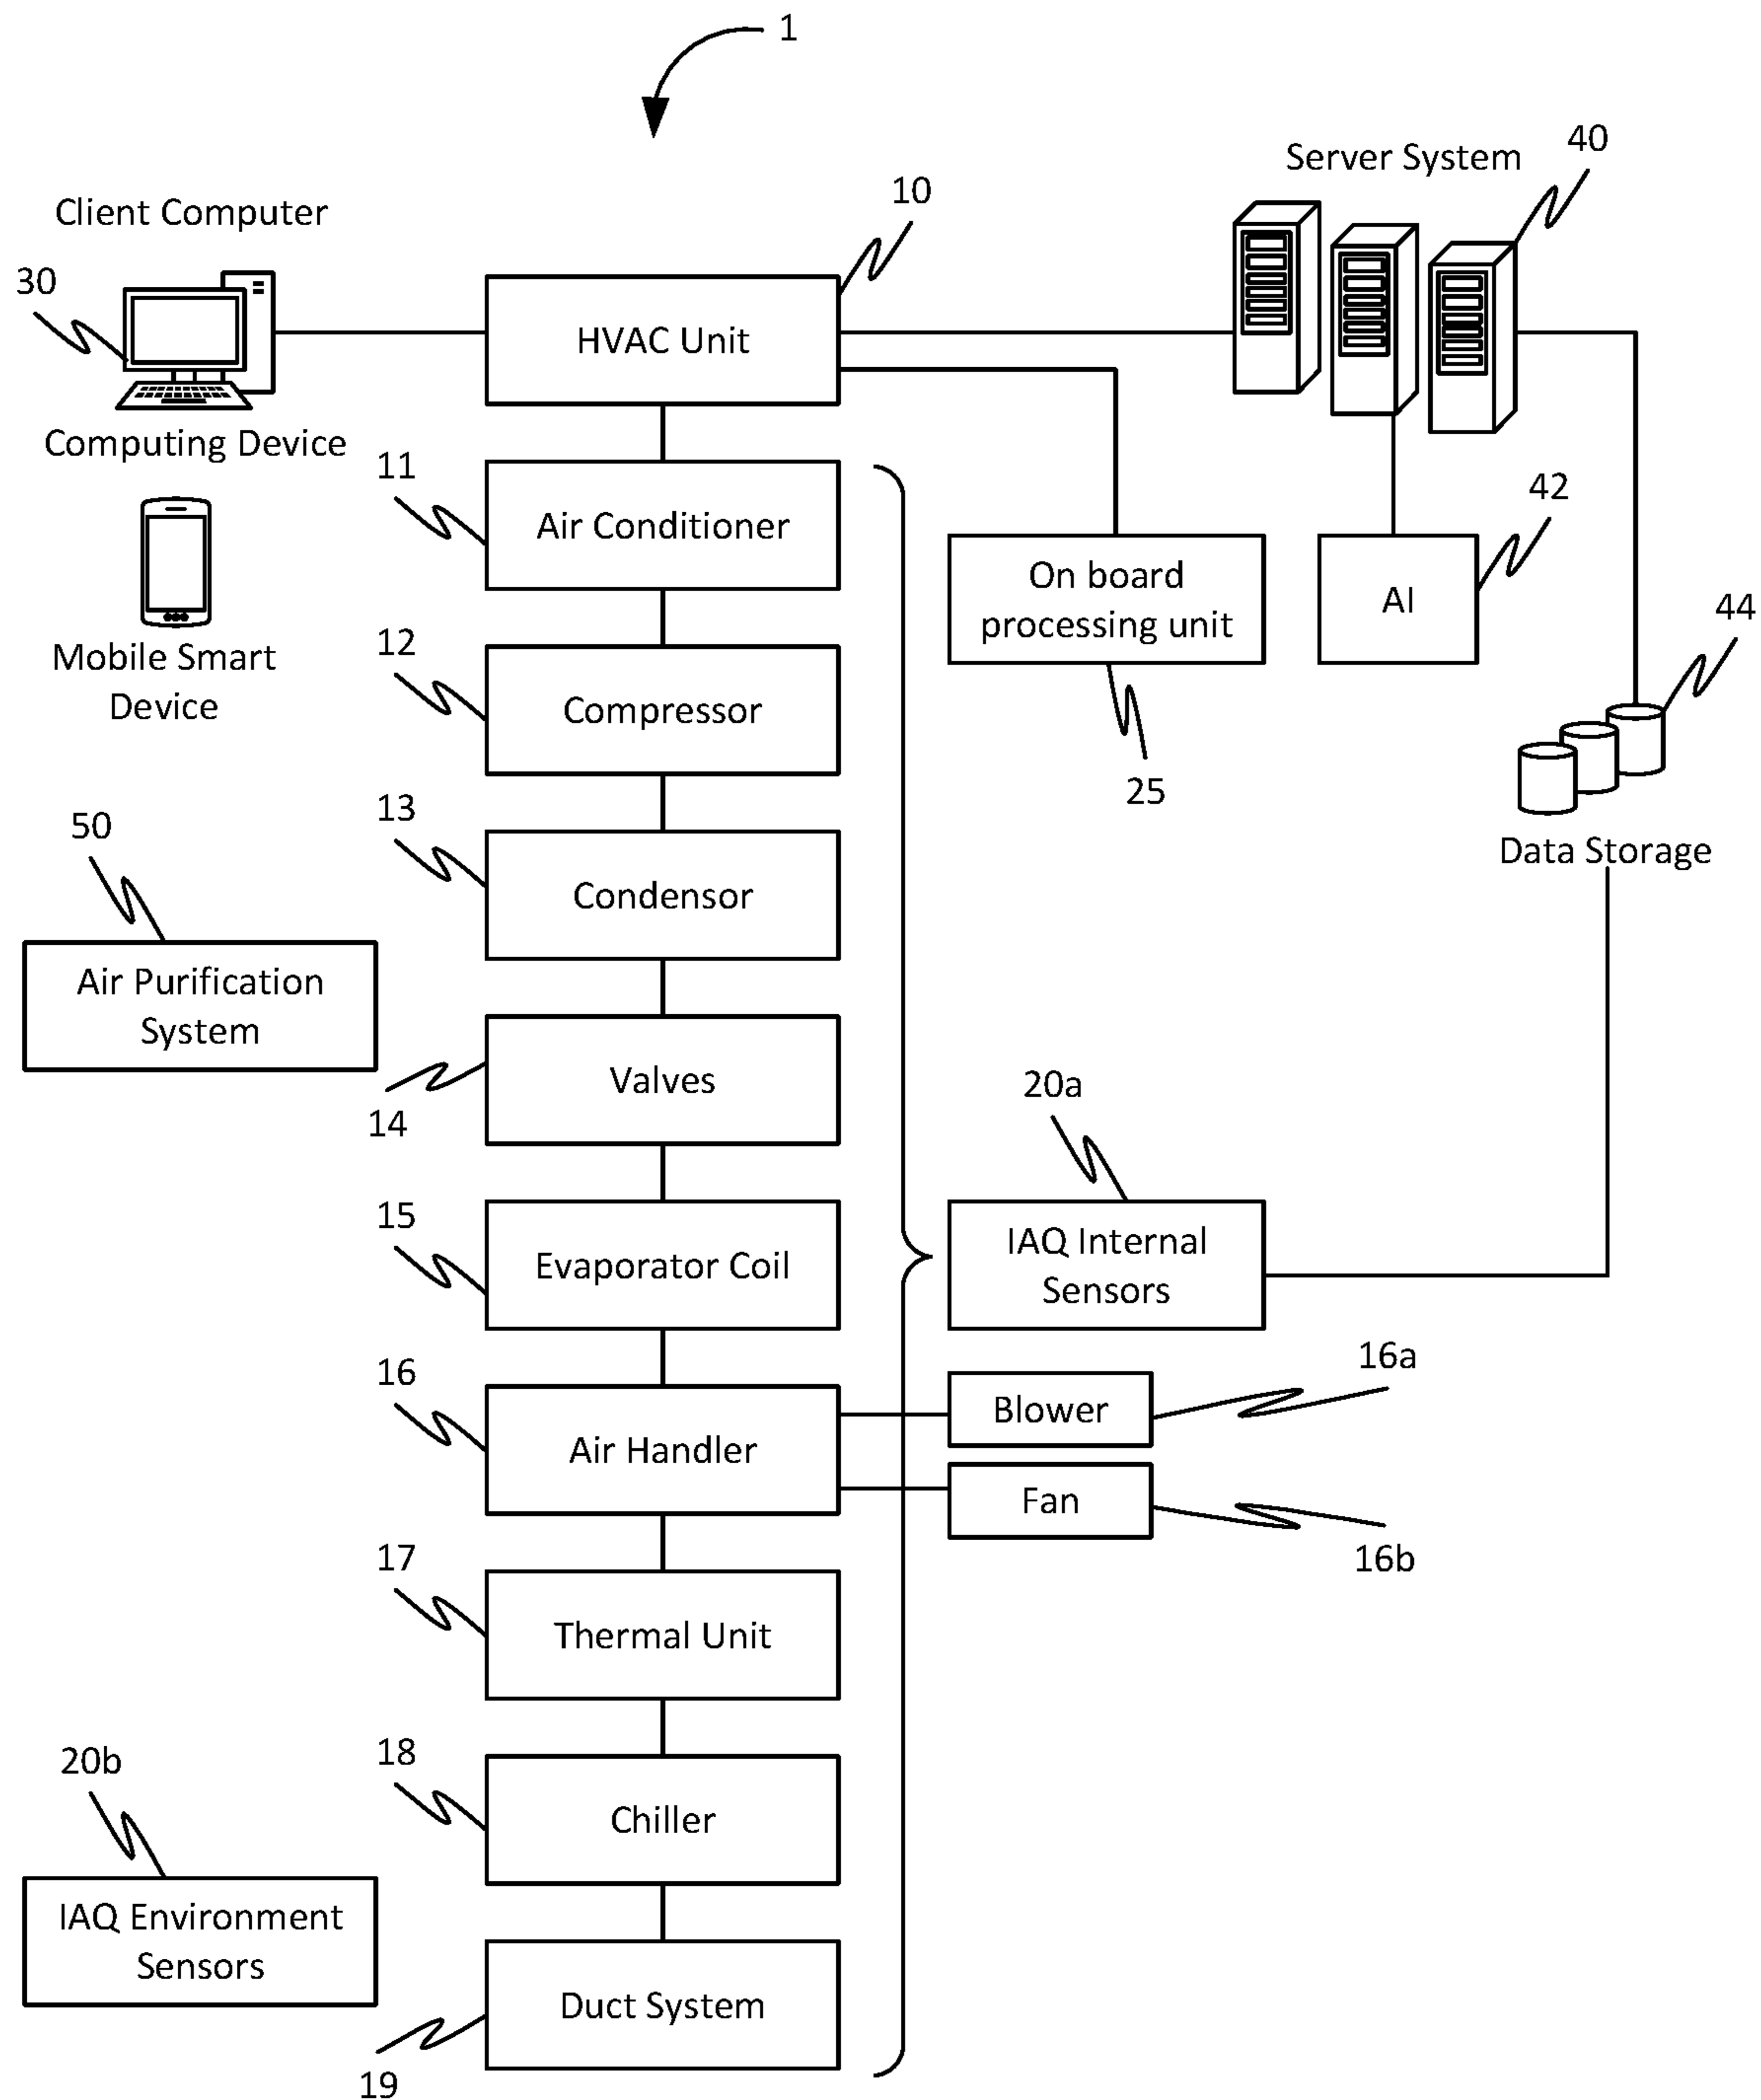 1
Server System
40
10
Client Computer
30
HVAC Unit
Computing Device
11
Air Conditioner
42
On board
processing unit
AI
44
12
Mobile Smart
Device
Compressor
25
13
50
Data Storage
Condensor
Air Purification
System
Valves
14
20a
15
Evaporator Coil
IAQ Internal
Sensors
16
16a
Blower
Air Handler
Fan
16b
17
Thermal Unit
18
20b
Chiller
IAQ Environment
Sensors
Duct System
19